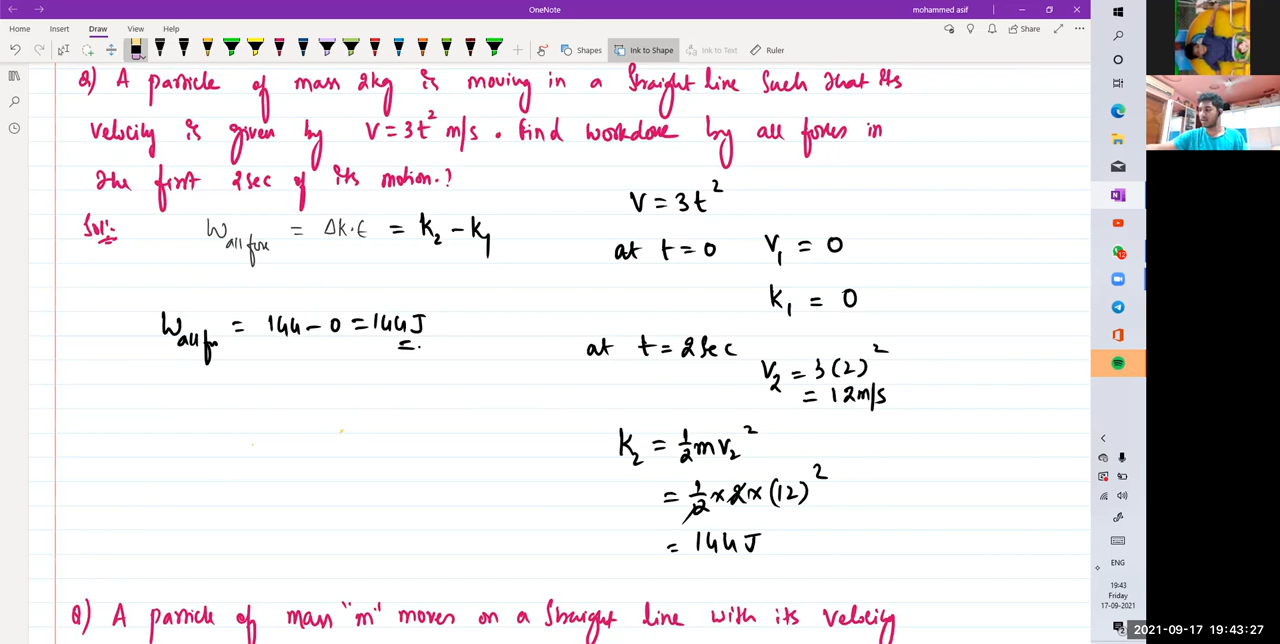 OneNote
mohammed asif
Home Insert Draw View Help
Share
Shapes Ink to Shape Ink to Text Ruler
Q) A particle of mass 2kg is moving in a straight line such that its
velocity is given by V = 3t² m/s . Find workdone by all forces in
the first 2sec of its motion.?
Sol:
W all = ΔK.E = K₂ - K₁
W all = 144 - 0 = 144J
V = 3t²
at t = 0 V₁ = 0
K₁ = 0
at t = 2sec
V₂ = 3(2)²
= 12m/s
K₂ = ½mv₂²
= ½ x 2 x (12)²
= 144J
Q) A particle of mass "m" moves on a straight line with its velocity
12
ENG
19:43
17-09-2021
2
2021-09-17 19:43:27